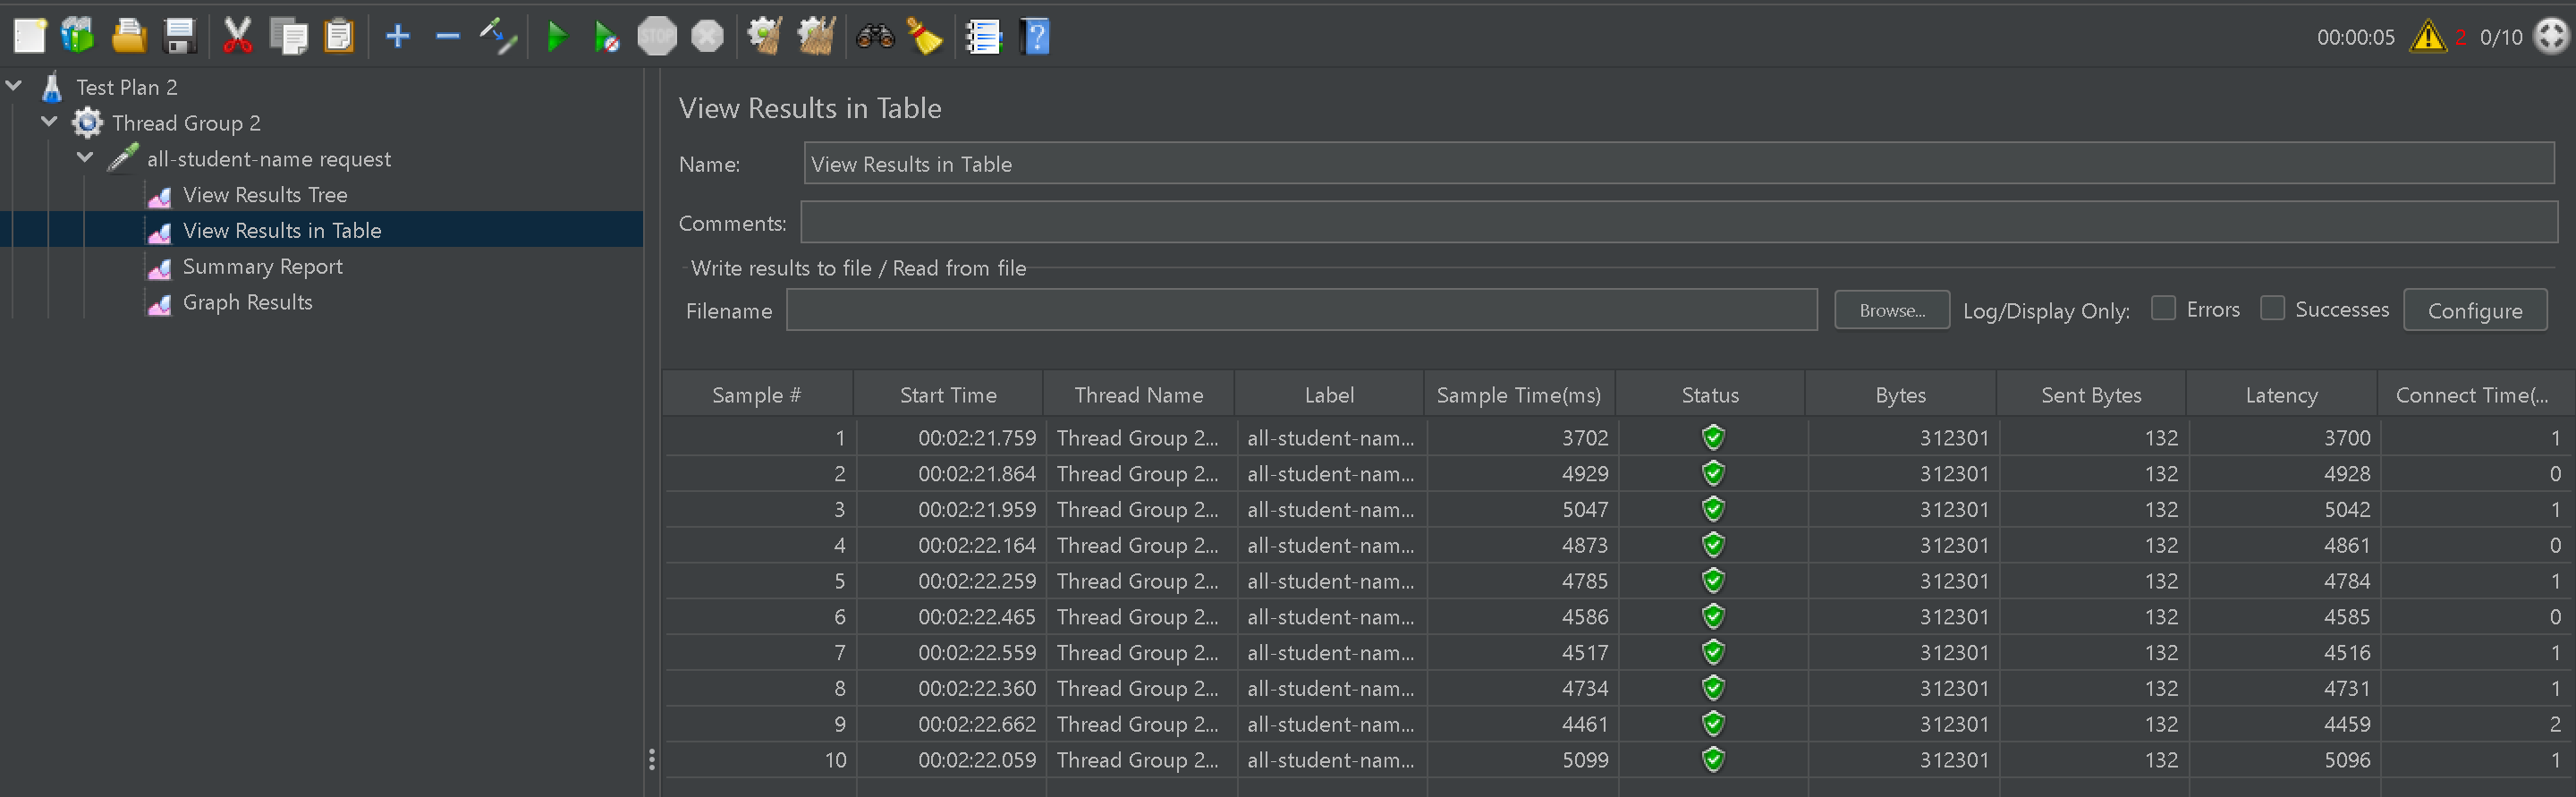 STOP
00:00:05 2 0/10
Test Plan 2
Thread Group 2
all-student-name request
View Results Tree
View Results in Table
Summary Report
Graph Results
View Results in Table
Name: View Results in Table
Comments:
Write results to file / Read from file
Filename Browse... Log/Display Only: Errors Successes Configure
Sample # Start Time Thread Name Label Sample Time(ms) Status Bytes Sent Bytes Latency Connect Time(...
1 00:02:21.759 Thread Group 2... all-student-nam... 3702 312301 132 3700 1
2 00:02:21.864 Thread Group 2... all-student-nam... 4929 312301 132 4928 0
3 00:02:21.959 Thread Group 2... all-student-nam... 5047 312301 132 5042 1
4 00:02:22.164 Thread Group 2... all-student-nam... 4873 312301 132 4861 0
5 00:02:22.259 Thread Group 2... all-student-nam... 4785 312301 132 4784 1
6 00:02:22.465 Thread Group 2... all-student-nam... 4586 312301 132 4585 0
7 00:02:22.559 Thread Group 2... all-student-nam... 4517 312301 132 4516 1
8 00:02:22.360 Thread Group 2... all-student-nam... 4734 312301 132 4731 1
9 00:02:22.662 Thread Group 2... all-student-nam... 4461 312301 132 4459 2
10 00:02:22.059 Thread Group 2... all-student-nam... 5099 312301 132 5096 1